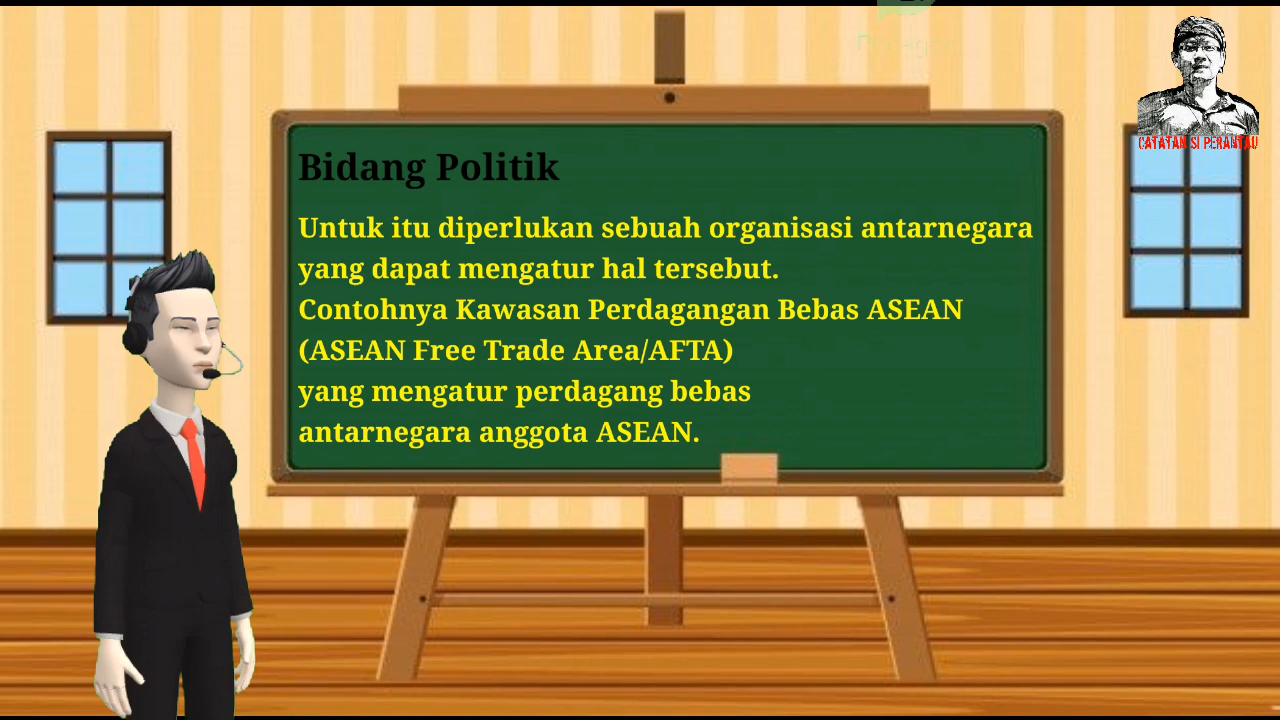 CATATAN SI PERANTAU
Bidang Politik
Untuk itu diperlukan sebuah organisasi antarnegara
yang dapat mengatur hal tersebut.
Contohnya Kawasan Perdagangan Bebas ASEAN
(ASEAN Free Trade Area/AFTA)
yang mengatur perdagang bebas
antarnegara anggota ASEAN.